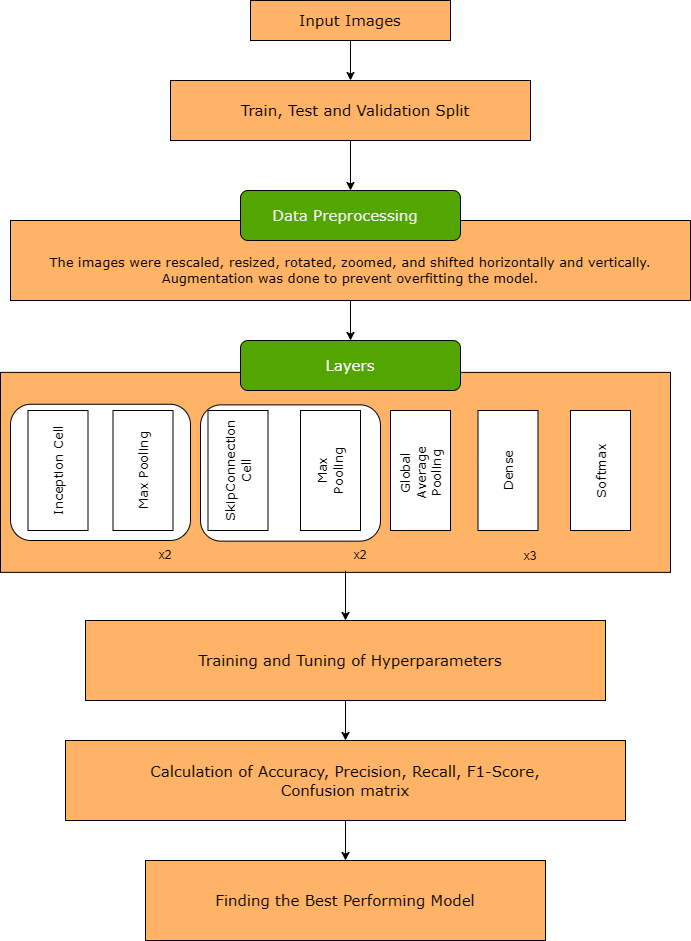 Input Images
Train, Test and Validation Split
Data Preprocessing
The images were rescaled, resized, rotated, zoomed, and shifted horizontally and vertically.
Augmentation was done to prevent overfitting the model.
Layers
Inception Cell
Max Pooling
x2
SkipConnection
Cell
Max
Pooling
x2
Global
Average
Pooling
Dense
x3
Softmax
Training and Tuning of Hyperparameters
Calculation of Accuracy, Precision, Recall, F1-Score,
Confusion matrix
Finding the Best Performing Model